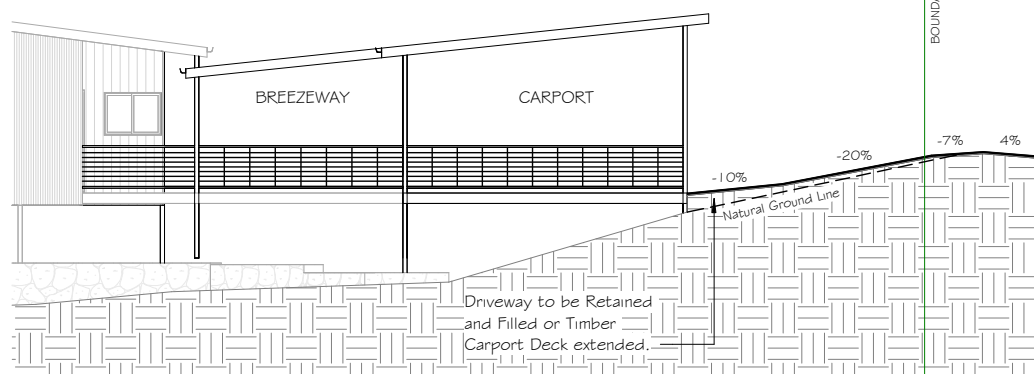 BOUNDA
BREEZEWAY
CARPORT
-7%
4%
-20%
-10%
Natural Ground Line
Driveway to be Retained
and Filled or Timber
Carport Deck extended.